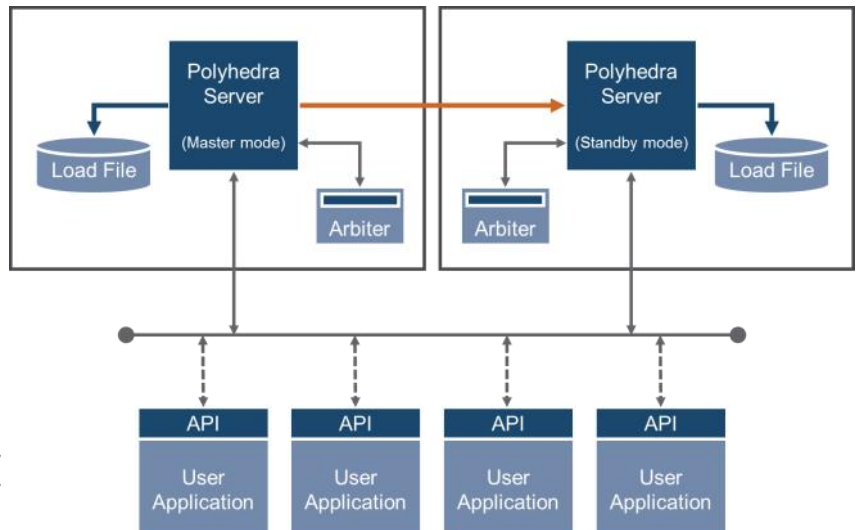 Polyhedra
Server
(Master mode)
Load File
Arbiter
Polyhedra
Server
(Standby mode)
Arbiter
Load File
API
User
Application
API
User
Application
API
User
Application
API
User
Application